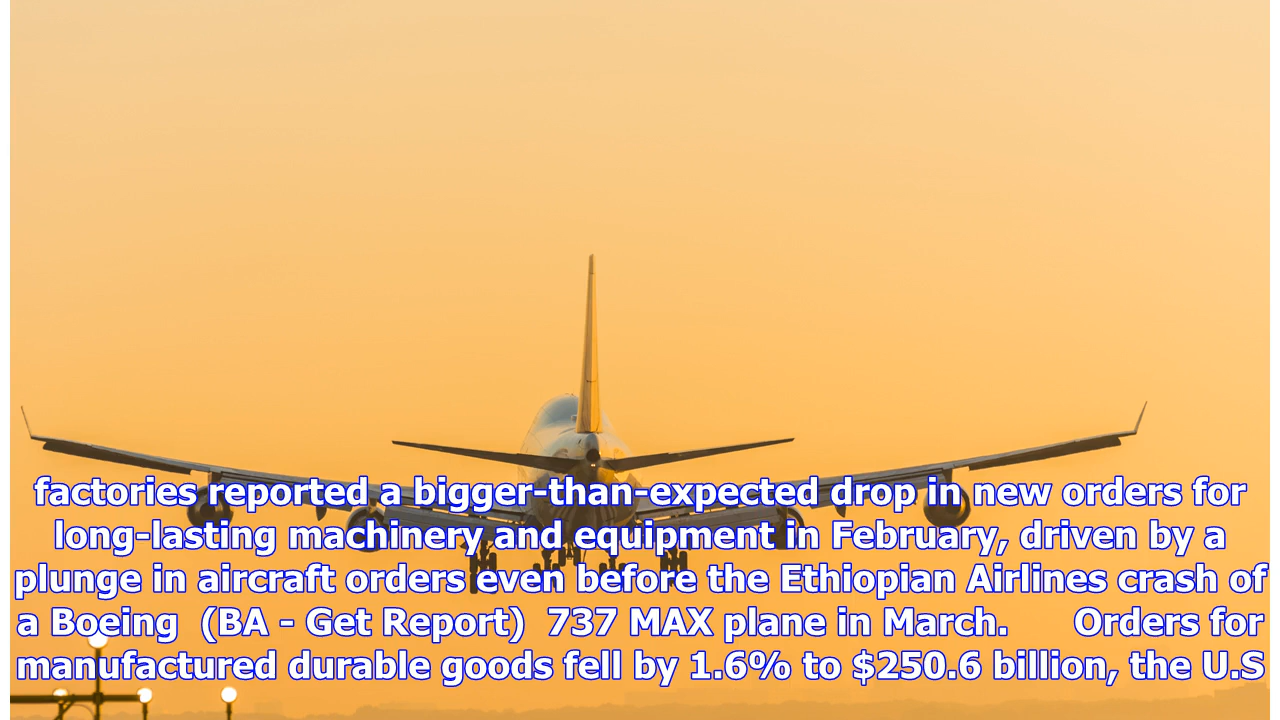 factories reported a bigger-than-expected drop in new orders for
long-lasting machinery and equipment in February, driven by a
plunge in aircraft orders even before the Ethiopian Airlines crash of
a Boeing  (BA - Get Report)  737 MAX plane in March.      Orders for
manufactured durable goods fell by 1.6% to $250.6 billion, the U.S